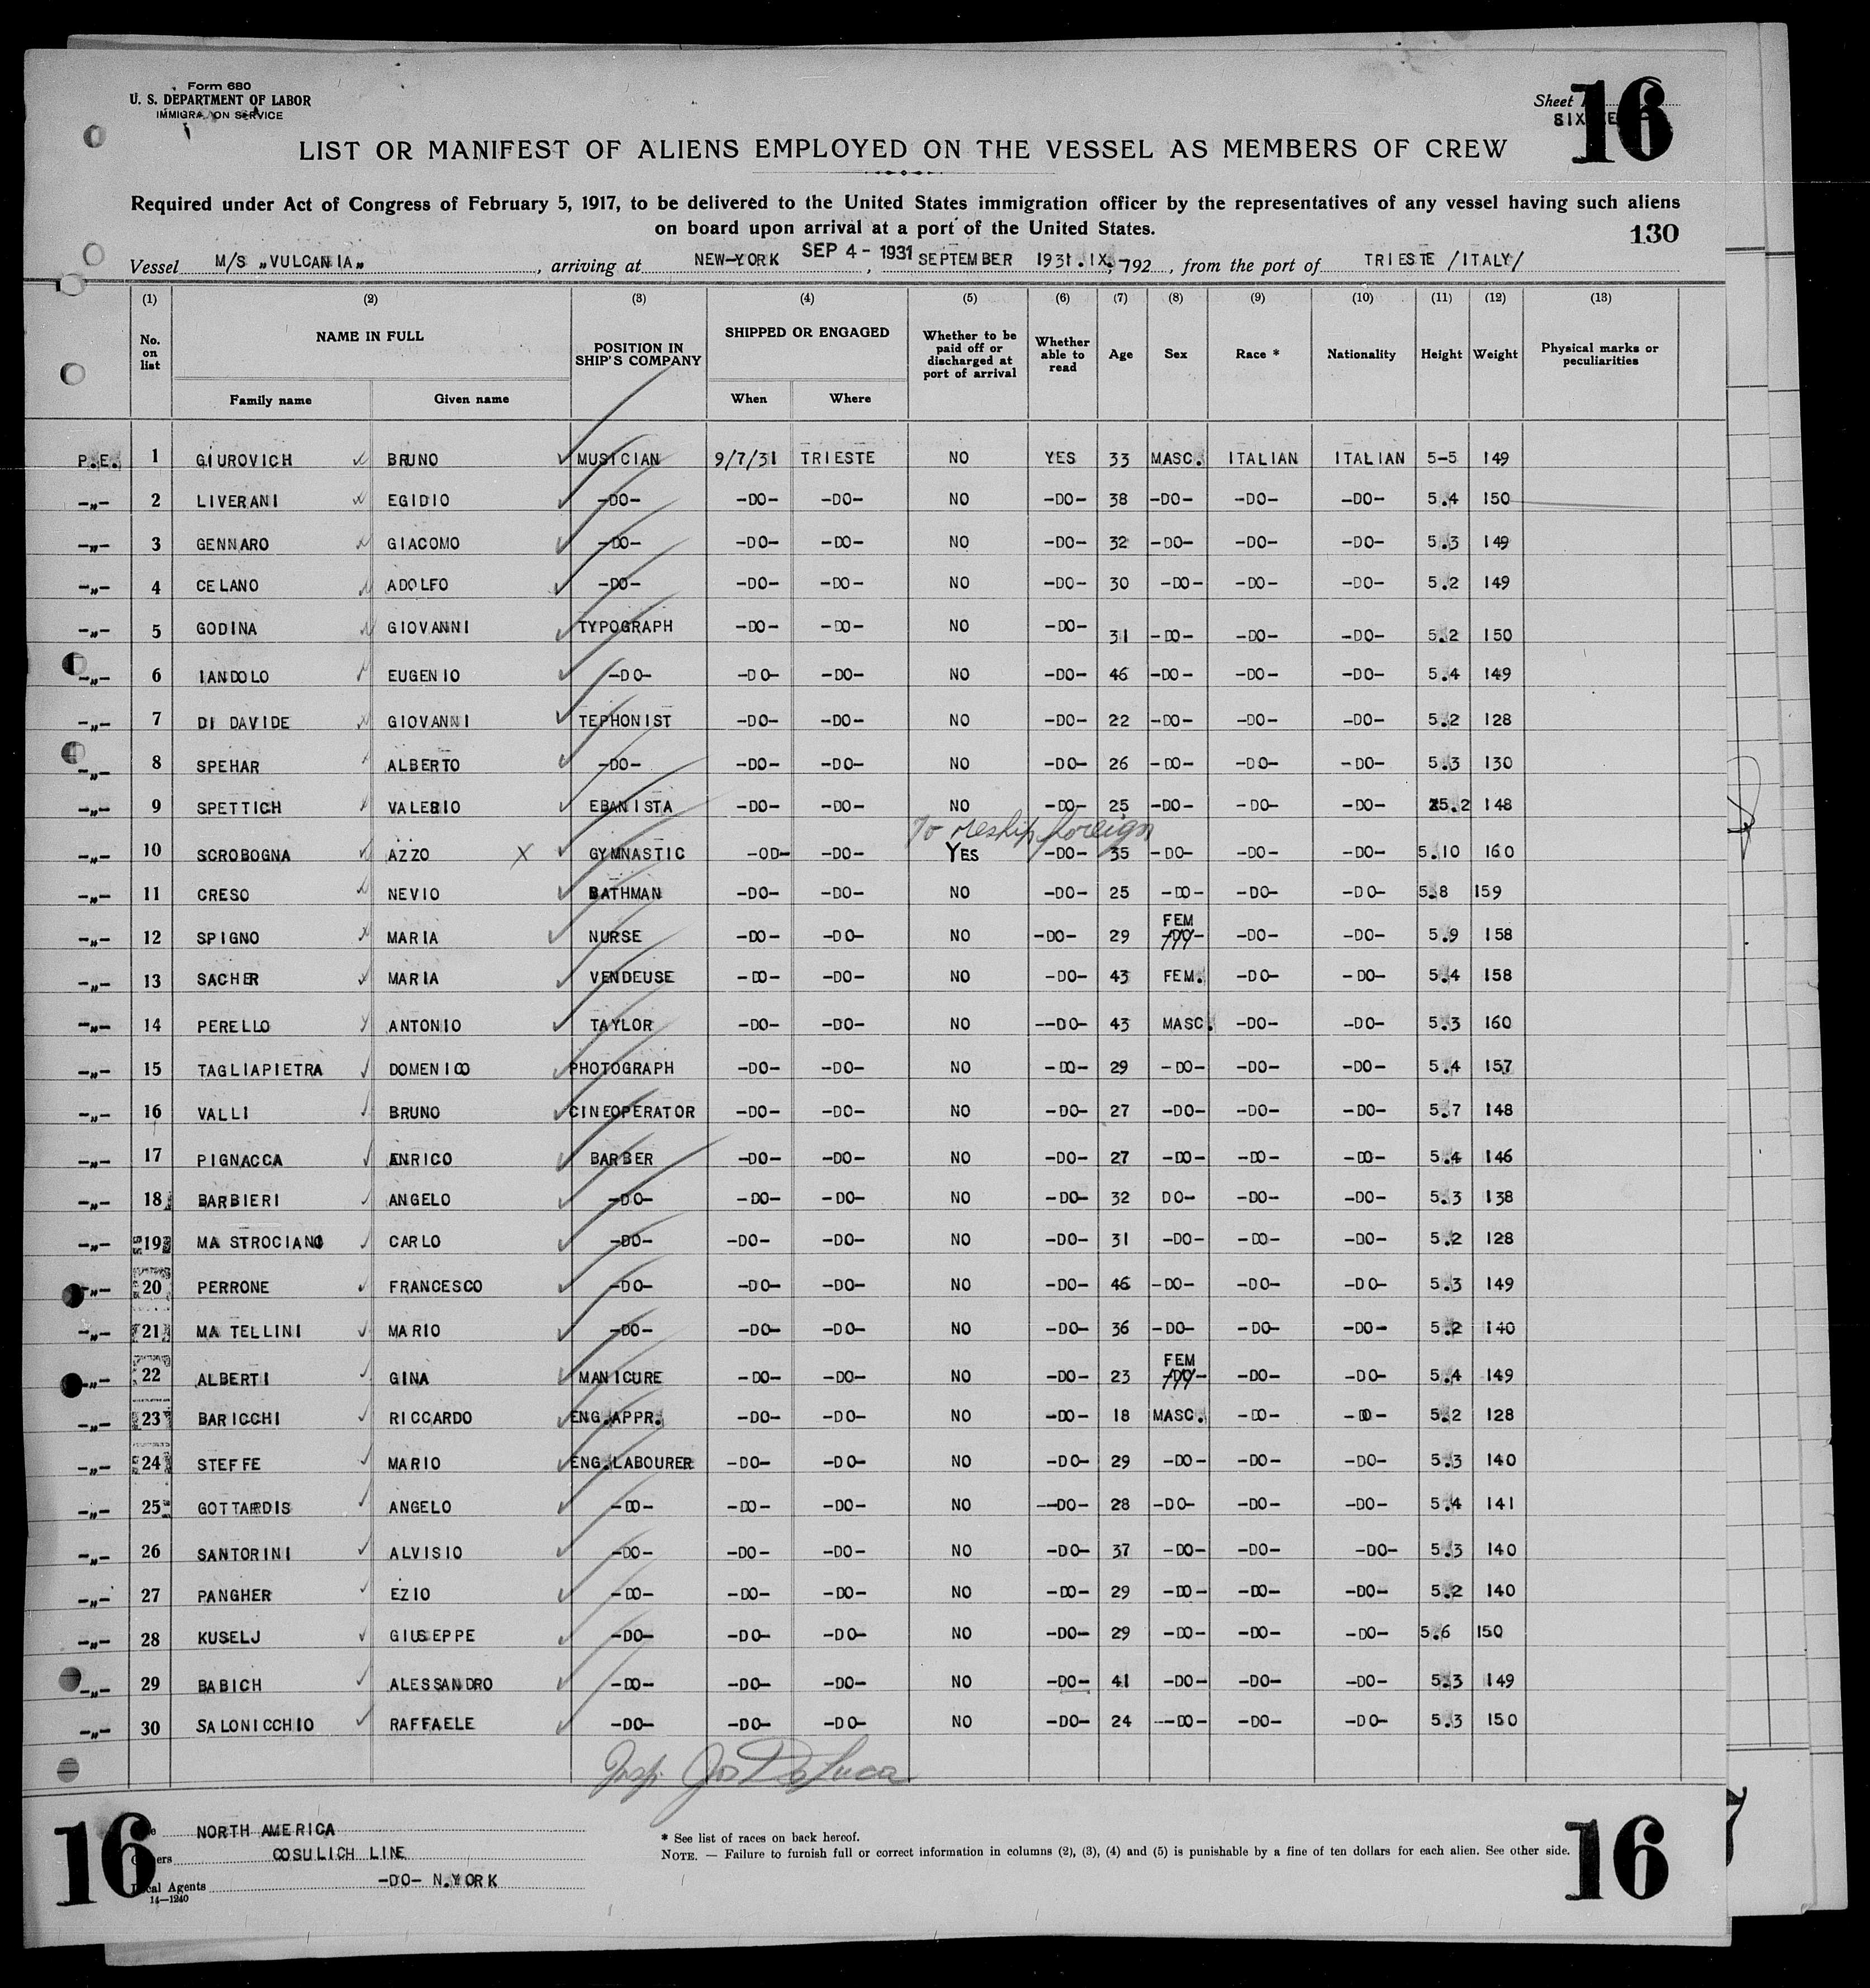 Form 680
U. S. DEPARTMENT OF LABOR
IMMIGRATION SERVICE
Sheet
16
LIST OR MANIFEST OF ALIENS EMPLOYED ON THE VESSEL AS MEMBERS OF CREW
Required under Act of Congress of February 5, 1917, to be delivered to the United States immigration officer by the representatives of any vessel having such aliens
on board upon arrival at a port of the United States.
130
Vessel M/S „VULCANIA„ , arriving at NEW-YORK SEP 4 - 1931 , SEPTEMBER 1931.IX. , 192 , from the port of TRIESTE /ITALY/
(1) (2) (3) (4) (5) (6) (7) (8) (9) (10) (11) (12) (13)
No. on list NAME IN FULL POSITION IN SHIP'S COMPANY SHIPPED OR ENGAGED Whether to be paid off or discharged at port of arrival Whether able to read Age Sex Race * Nationality Height Weight Physical marks or peculiarities
Family name Given name When Where
P.E. 1 GIUROVICH BRUNO MUSICIAN 9/7/31 TRIESTE NO YES 33 MASC. ITALIAN ITALIAN 5-5 149
-„- 2 LIVERANI EGIDIO -DO- -DO- -DO- NO -DO- 38 -DO- -DO- -DO- 5.4 150
-„- 3 GENNARO GIACOMO -DO- -DO- -DO- NO -DO- 32 -DO- -DO- -DO- 5.3 149
-„- 4 CELANO ADOLFO -DO- -DO- -DO- NO -DO- 30 -DO- -DO- -DO- 5.2 149
-„- 5 GODINA GIOVANNI TYPOGRAPH -DO- -DO- NO -DO- 31 -DO- -DO- -DO- 5.2 150
-„- 6 IANDOLO EUGENIO -DO- -DO- -DO- NO -DO- 46 -DO- -DO- -DO- 5.4 149
-„- 7 DI DAVIDE GIOVANNI TEPHONIST -DO- -DO- NO -DO- 22 -DO- -DO- -DO- 5.2 128
-„- 8 SPEHAR ALBERTO -DO- -DO- -DO- NO -DO- 26 -DO- -DO- -DO- 5.3 130
-„- 9 SPETTICH VALERIO EBANISTA -DO- -DO- NO -DO- 25 -DO- -DO- -DO- 5.2 148
To reship foreign
-„- 10 SCROBOGNA AZZO X GYMNASTIC -OD- -DO- YES -DO- 35 -DO- -DO- -DO- 5.10 160
-„- 11 CRESO NEVIO BATHMAN -DO- -DO- NO -DO- 25 -DO- -DO- -DO- 5.8 159
-„- 12 SPIGNO MARIA NURSE -DO- -DO- NO -DO- 29 FEM -DO- -DO- -DO- 5.9 158
-„- 13 SACHER MARIA VENDEUSE -DO- -DO- NO -DO- 43 FEM. -DO- -DO- 5.4 158
-„- 14 PERELLO ANTONIO TAYLOR -DO- -DO- NO --DO- 43 MASC. -DO- -DO- 5.3 160
-„- 15 TAGLIAPIETRA DOMENICO PHOTOGRAPH -DO- -DO- NO -DO- 29 -DO- -DO- -DO- 5.4 157
-„- 16 VALLI BRUNO CINEOPERATOR -DO- -DO- NO -DO- 27 -DO- -DO- -DO- 5.7 148
-„- 17 PIGNACCA ENRICO BARBER -DO- -DO- NO -DO- 27 -DO- -DO- -DO- 5.4 146
-„- 18 BARBIERI ANGELO -DO- -DO- -DO- NO -DO- 32 DO- -DO- -DO- 5.3 138
-„- 19 MA STROCIANO CARLO -DO- -DO- -DO- NO -DO- 31 -DO- -DO- -DO- 5.2 128
-„- 20 PERRONE FRANCESCO -DO- -DO- -DO- NO -DO- 46 -DO- -DO- -DO- 5.3 149
-„- 21 MA TELLINI MARIO -DO- -DO- -DO- NO -DO- 36 -DO- -DO- -DO- 5.2 140
-„- 22 ALBERTI GINA MANICURE -DO- -DO- NO -DO- 23 FEM -DO- -DO- -DO- 5.4 149
-„- 23 BARICCHI RICCARDO ENG.APPR. -DO- -DO- NO -DO- 18 MASC. -DO- -DO- 5.2 128
-„- 24 STEFFE MARIO ENG.LABOURER -DO- -DO- NO -DO- 29 -DO- -DO- -DO- 5.3 140
-„- 25 GOTTARDIS ANGELO -DO- -DO- -DO- NO --DO- 28 -DO- -DO- -DO- 5.4 141
-„- 26 SANTORINI ALVISIO -DO- -DO- -DO- NO -DO- 37 -DO- -DO- -DO- 5.3 140
-„- 27 PANGHER EZIO -DO- -DO- -DO- NO -DO- 29 -DO- -DO- -DO- 5.2 140
-„- 28 KUSELJ GIUSEPPE -DO- -DO- -DO- NO -DO- 29 -DO- -DO- -DO- 5.6 150
-„- 29 BABICH ALESSANDRO -DO- -DO- -DO- NO -DO- 41 -DO- -DO- -DO- 5.3 149
-„- 30 SALONICCHIO RAFFAELE -DO- -DO- -DO- NO -DO- 24 --DO- -DO- -DO- 5.3 150
Insp. Jos DeLuca
16
NORTH AMERICA
COSULICH LINE
Local Agents -DO- N.YORK
14—1240
* See list of races on back hereof.
NOTE. — Failure to furnish full or correct information in columns (2), (3), (4) and (5) is punishable by a fine of ten dollars for each alien. See other side.
16